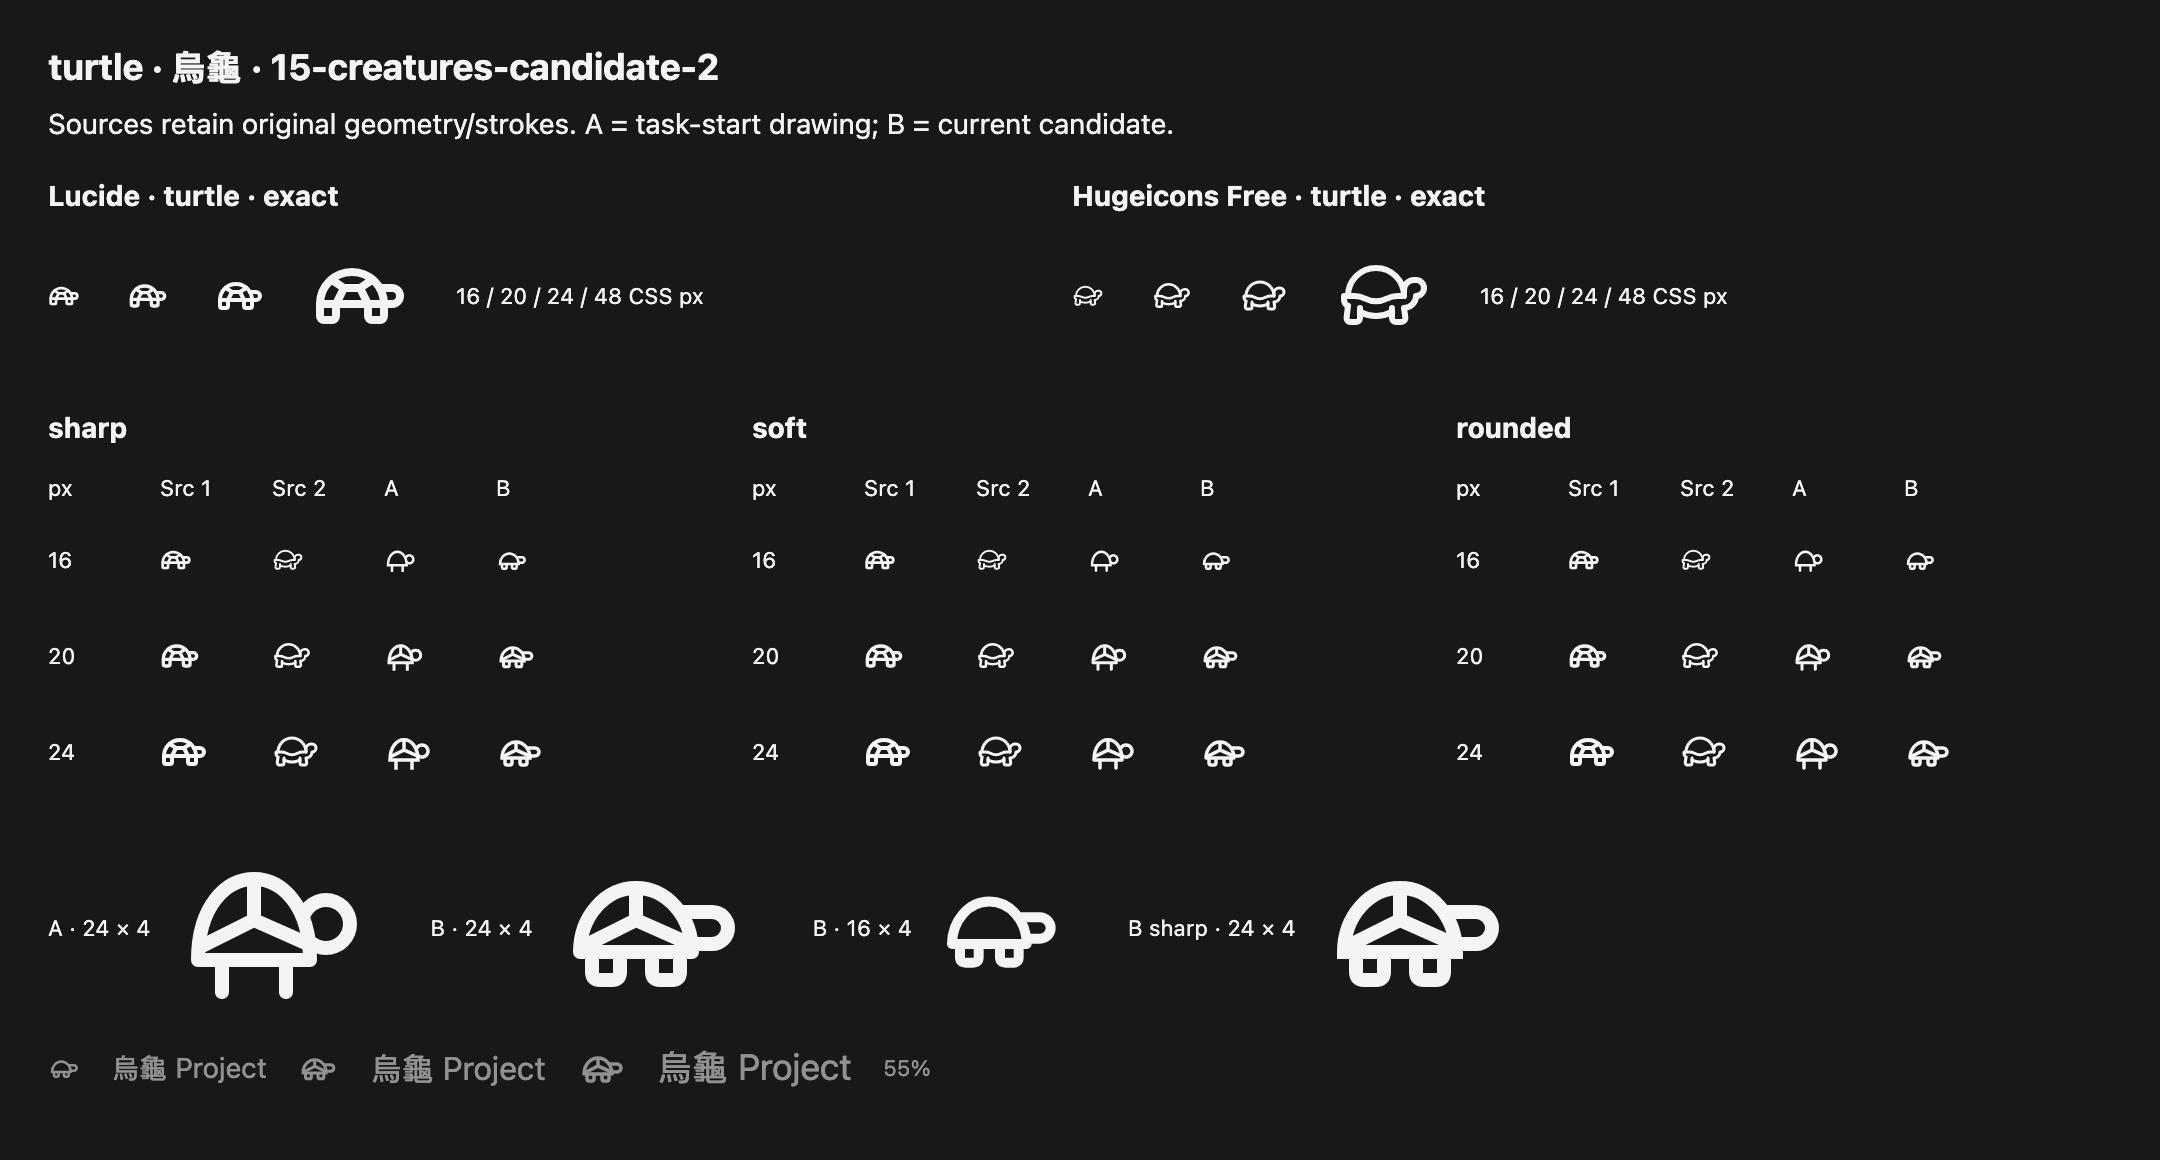 turtle · 烏龜 · 15-creatures-candidate-2
Sources retain original geometry/strokes. A = task-start drawing; B = current candidate.
Lucide · turtle · exact
16 / 20 / 24 / 48 CSS px
Hugeicons Free · turtle · exact
16 / 20 / 24 / 48 CSS px
sharp
px Src 1 Src 2 A B
16
20
24
soft
px Src 1 Src 2 A B
16
20
24
rounded
px Src 1 Src 2 A B
16
20
24
A · 24 × 4
B · 24 × 4
B · 16 × 4
B sharp · 24 × 4
烏龜 Project 烏龜 Project 烏龜 Project 55%